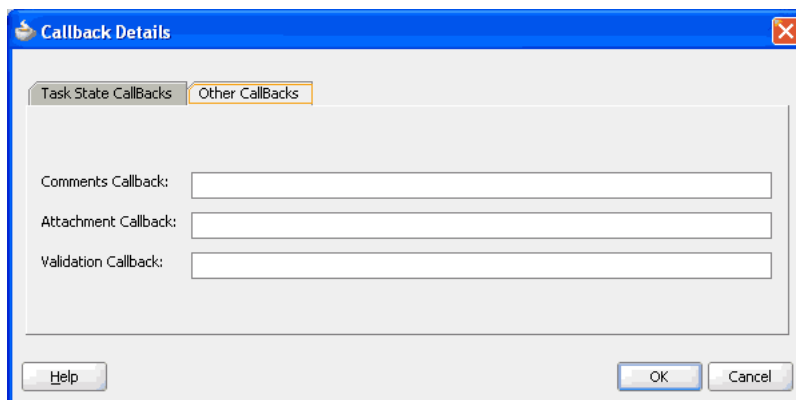 Callback Details
Task State CallBacks Other CallBacks
Comments Callback:
Attachment Callback:
Validation Callback:
Help OK Cancel